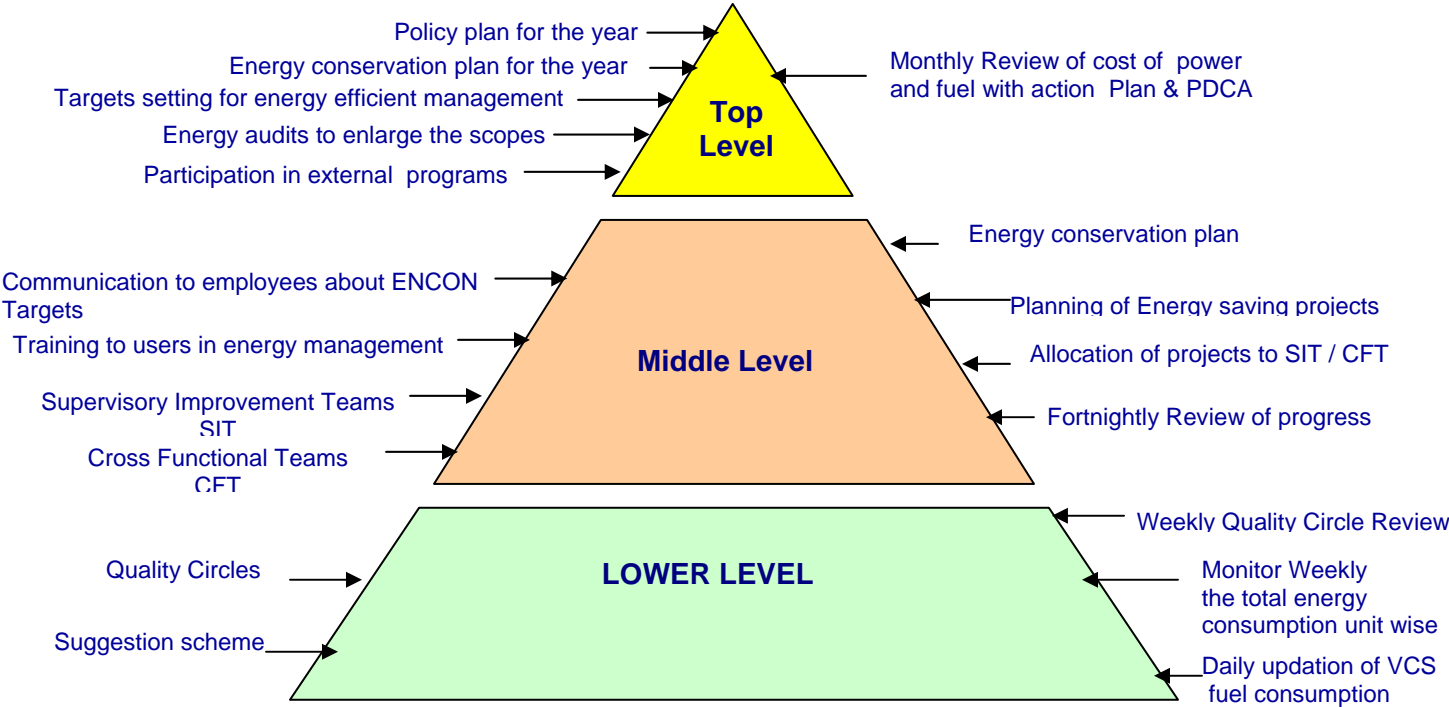 Policy plan for the year
Energy conservation plan for the year
Targets setting for energy efficient management
Energy audits to enlarge the scopes
Participation in external programs
Top
Level
Monthly Review of cost of power
and fuel with action Plan & PDCA
Communication to employees about ENCON
Targets
Training to users in energy management
Supervisory Improvement Teams
SIT
Cross Functional Teams
CFT
Middle Level
Energy conservation plan
Planning of Energy saving projects
Allocation of projects to SIT / CFT
Fortnightly Review of progress
Quality Circles
Suggestion scheme
LOWER LEVEL
Weekly Quality Circle Review
Monitor Weekly
the total energy
consumption unit wise
Daily updation of VCS
fuel consumption